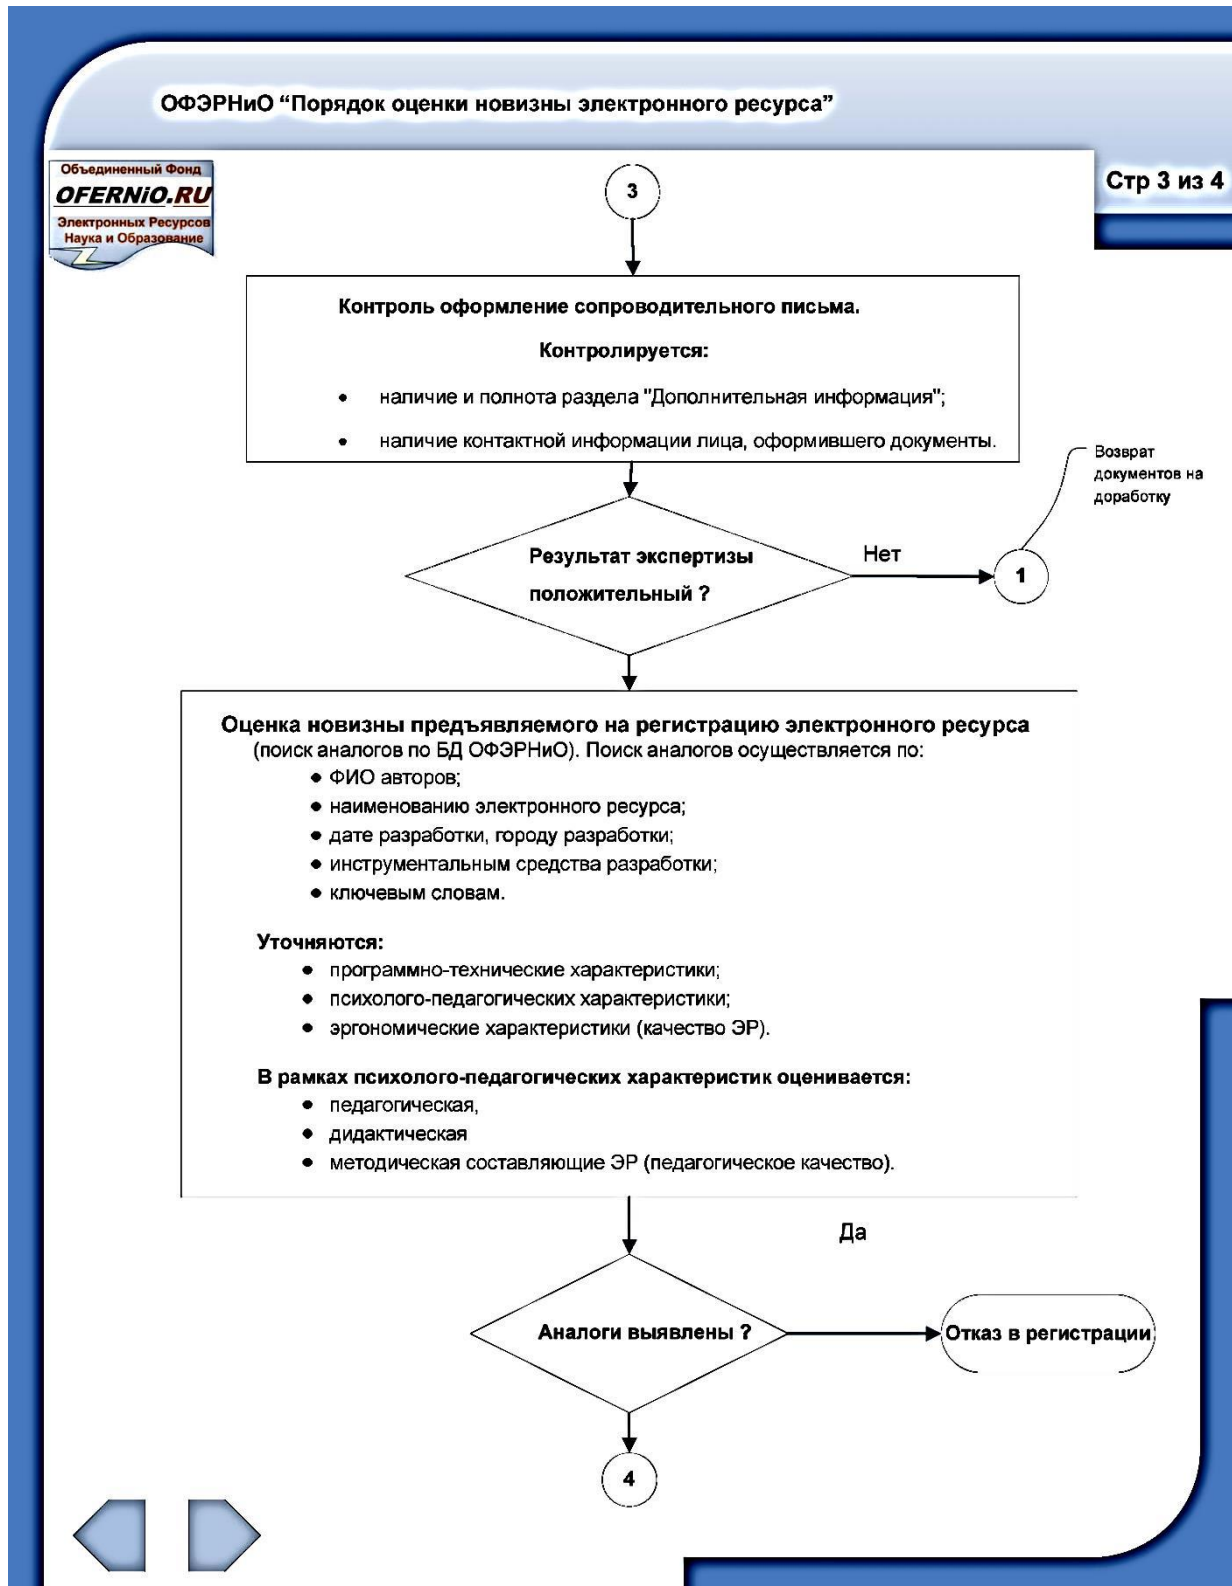 ОФЭРНиО “Порядок оценки новизны электронного ресурса”
Объединенный Фонд
OFERNiO.RU
Электронных Ресурсов
Наука и Образование
Стр 3 из 4
3
Контроль оформление сопроводительного письма.
Контролируется:
• наличие и полнота раздела "Дополнительная информация";
• наличие контактной информации лица, оформившего документы.
Возврат
документов на
доработку
Результат экспертизы
положительный ?
Нет
1
Оценка новизны предъявляемого на регистрацию электронного ресурса
(поиск аналогов по БД ОФЭРНиО). Поиск аналогов осуществляется по:
• ФИО авторов;
• наименованию электронного ресурса;
• дате разработки, городу разработки;
• инструментальным средства разработки;
• ключевым словам.
Уточняются:
• программно-технические характеристики;
• психолого-педагогических характеристики;
• эргономические характеристики (качество ЭР).
В рамках психолого-педагогических характеристик оценивается:
• педагогическая,
• дидактическая
• методическая составляющие ЭР (педагогическое качество).
Да
Аналоги выявлены ?
Отказ в регистрации
4